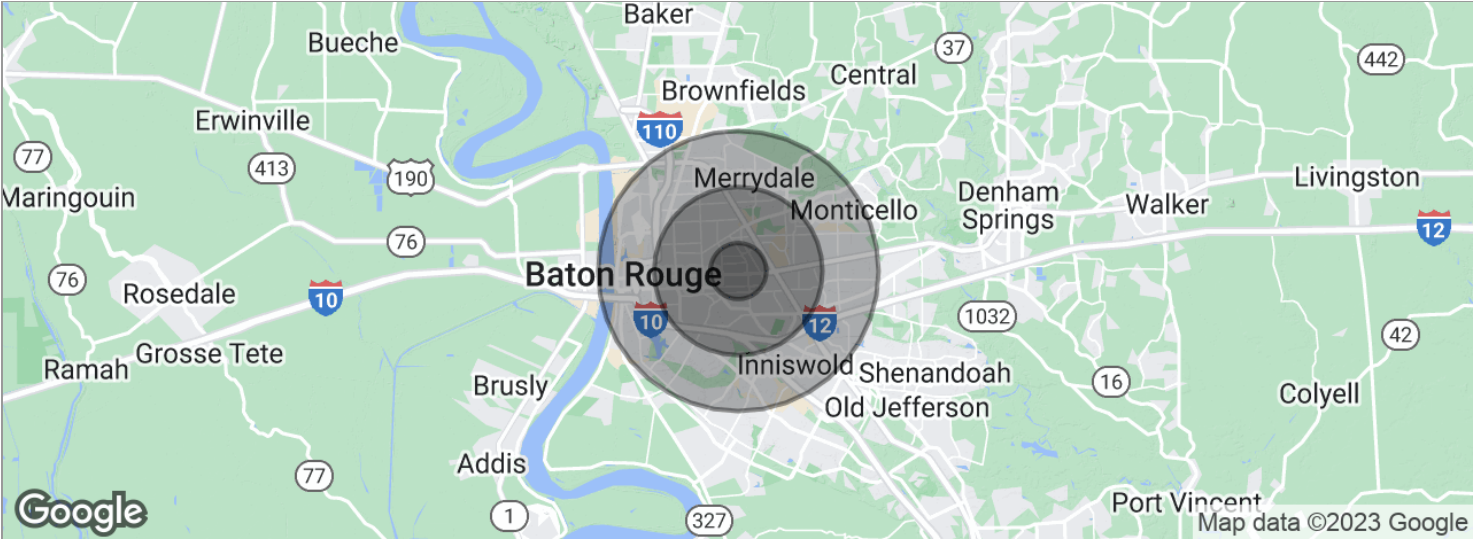 Baker
Bueche
37
Central
442
Brownfields
Erwinville
110
77
413
190
Merrydale
Livingston
Maringouin
Monticello
Denham
Springs
Walker
12
76
76
Baton Rouge
Rosedale
10
10
12
1032
42
Grosse Tete
Ramah
Inniswold
Shenandoah
Brusly
16
Colyell
Old Jefferson
Addis
77
Port Vincent
Google
1
327
Map data ©2023 Google